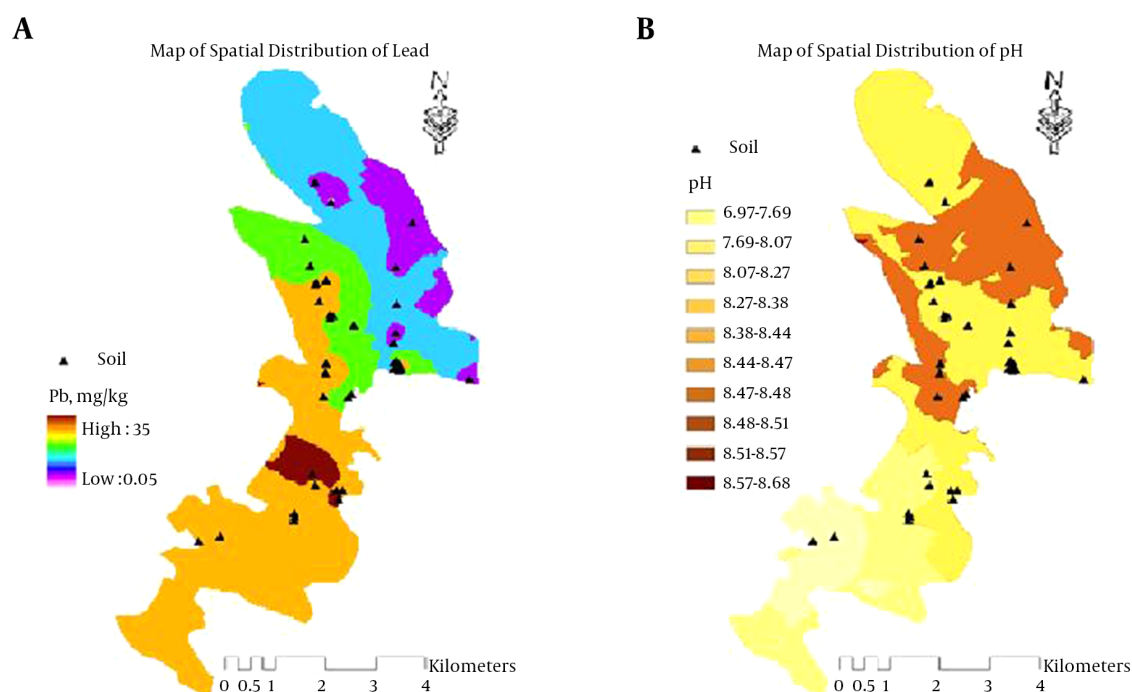 A
Map of Spatial Distribution of Lead
N
Soil
Pb, mg/kg
High : 35
Low :0.05
Kilometers
0 0.5 1 2 3 4
B
Map of Spatial Distribution of pH
N
Soil
pH
6.97-7.69
7.69-8.07
8.07-8.27
8.27-8.38
8.38-8.44
8.44-8.47
8.47-8.48
8.48-8.51
8.51-8.57
8.57-8.68
Kilometers
0 0.5 1 2 3 4